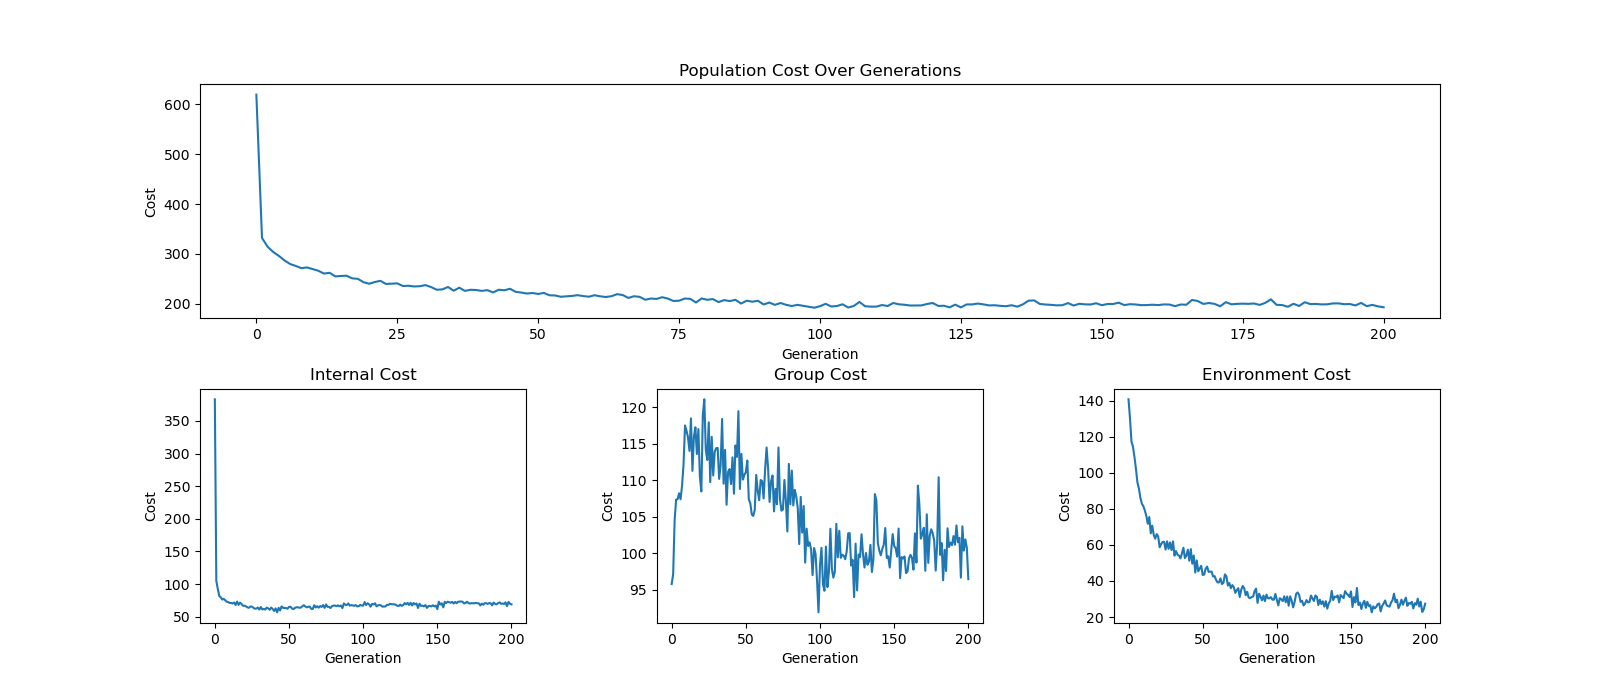 Population Cost Over Generations
600
500
400
300
200
Cost
0 25 50 75 100 125 150 175 200
Generation
Internal Cost
350
300
250
200
150
100
50
Cost
0 50 100 150 200
Generation
Group Cost
120
115
110
105
100
95
Cost
0 50 100 150 200
Generation
Environment Cost
140
120
100
80
60
40
20
Cost
0 50 100 150 200
Generation